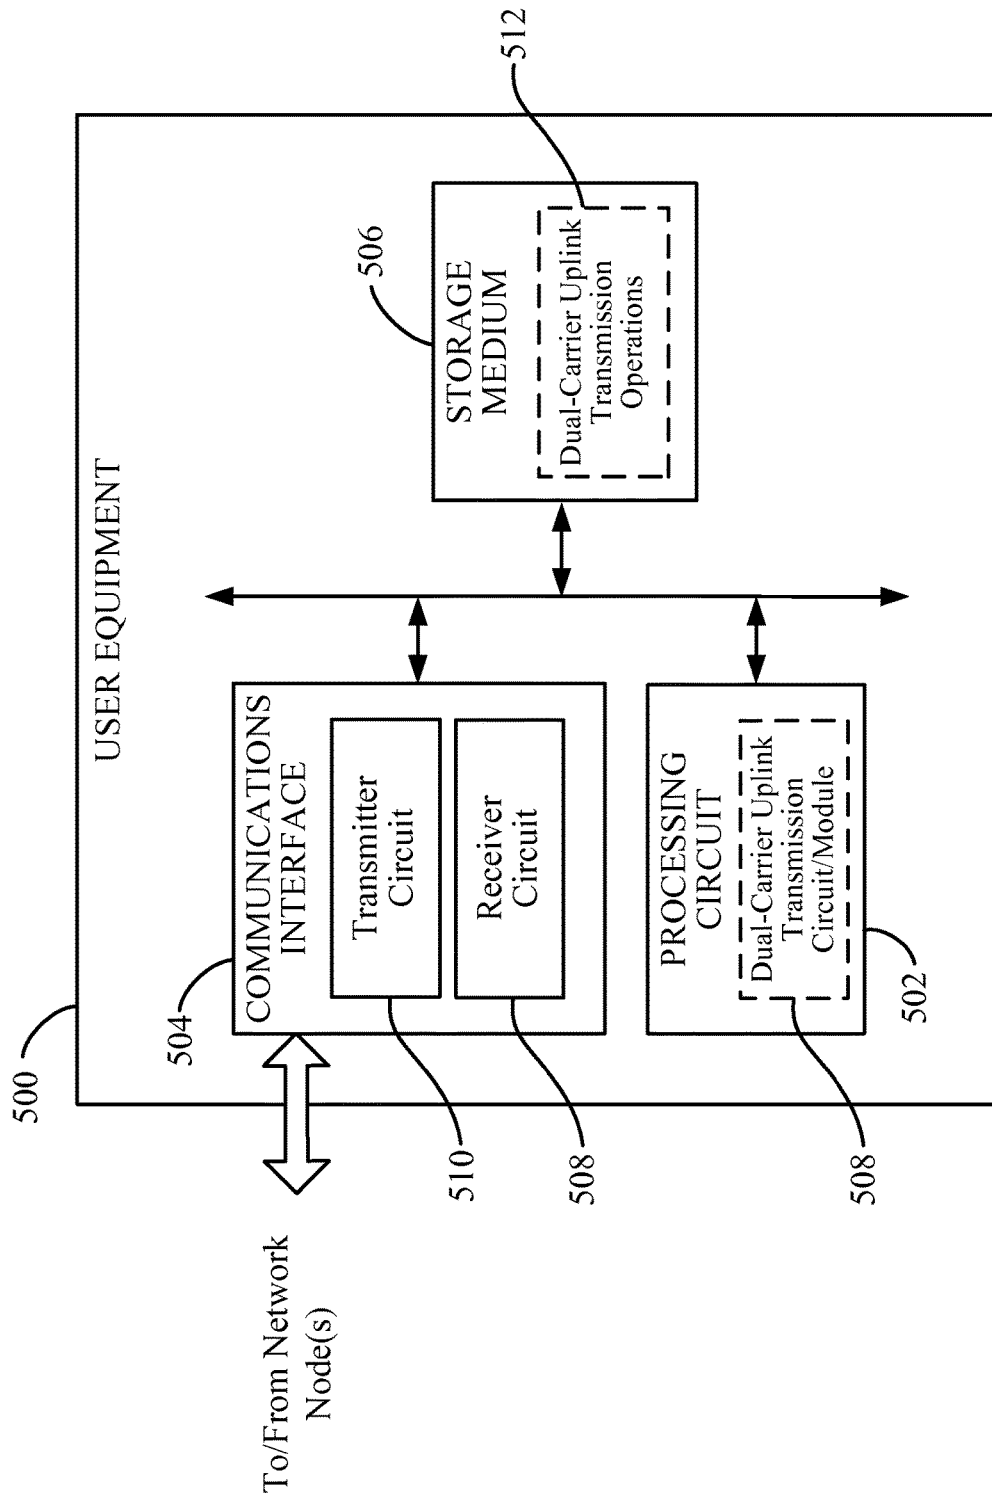 500
USER EQUIPMENT
504
COMMUNICATIONS
INTERFACE
Transmitter
Circuit
Receiver
Circuit
510
508
To/From Network
Node(s)
506
STORAGE
MEDIUM
Dual-Carrier Uplink
Transmission
Operations
512
PROCESSING
CIRCUIT
Dual-Carrier Uplink
Transmission
Circuit/Module
502
508